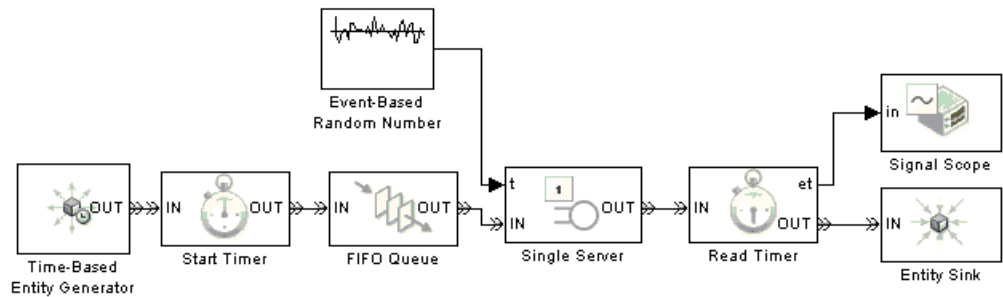 Event-Based
Random Number
in
Signal Scope
t
1
et
OUT
IN
OUT
IN
OUT
IN
OUT
IN
OUT
IN
Time-Based
Entity Generator
Start Timer
FIFO Queue
Single Server
Read Timer
Entity Sink